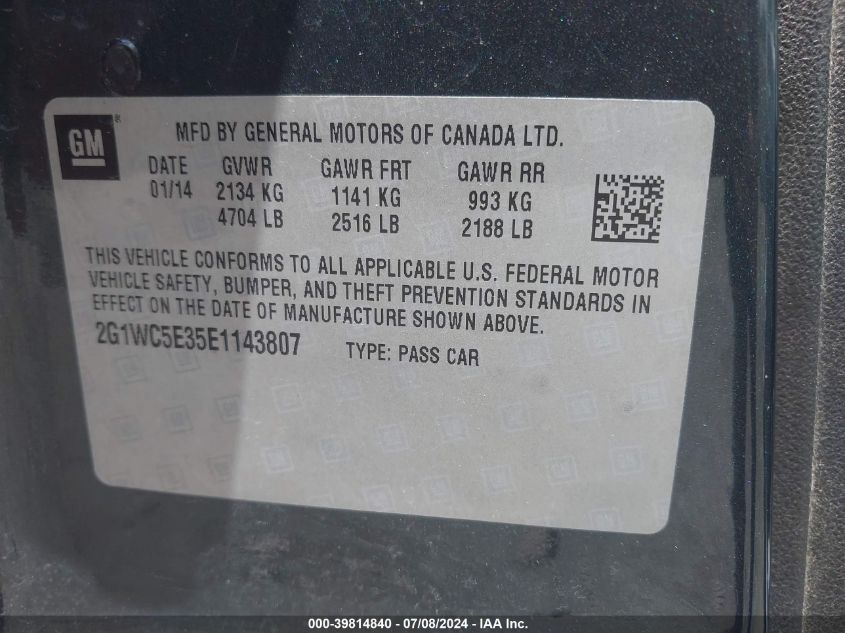 GM ®
MFD BY GENERAL MOTORS OF CANADA LTD.
DATE GVWR GAWR FRT GAWR RR
01/14 2134 KG 1141 KG 993 KG
4704 LB 2516 LB 2188 LB
THIS VEHICLE CONFORMS TO ALL APPLICABLE U.S. FEDERAL MOTOR
VEHICLE SAFETY, BUMPER, AND THEFT PREVENTION STANDARDS IN
EFFECT ON THE DATE OF MANUFACTURE SHOWN ABOVE.
2G1WC5E35E1143807 TYPE: PASS CAR
000-39814840 / 07/08/2024 - IAA Inc.